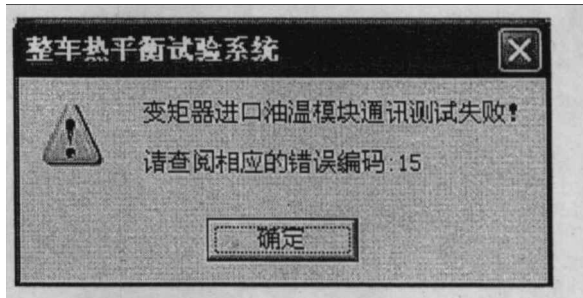 整车热平衡试验系统
变矩器进口油温模块通讯测试失败!
请查阅相应的错误编码:15
确定